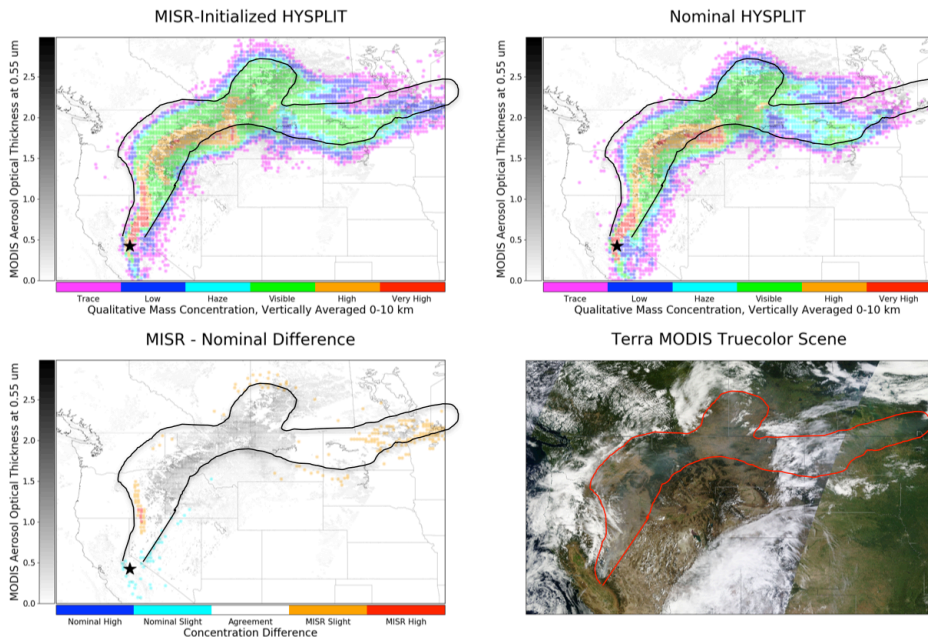 MISR-Initialized HYSPLIT
MODIS Aerosol Optical Thickness at 0.55 um
2.5
2.0
1.5
1.0
0.5
0.0
Trace Low Haze Visible High Very High
Qualitative Mass Concentration, Vertically Averaged 0-10 km
Nominal HYSPLIT
MODIS Aerosol Optical Thickness at 0.55 um
2.5
2.0
1.5
1.0
0.5
0.0
Trace Low Haze Visible High Very High
Qualitative Mass Concentration, Vertically Averaged 0-10 km
MISR - Nominal Difference
MODIS Aerosol Optical Thickness at 0.55 um
2.5
2.0
1.5
1.0
0.5
0.0
Nominal High Nominal Slight Agreement MISR Slight MISR High
Concentration Difference
Terra MODIS Truecolor Scene